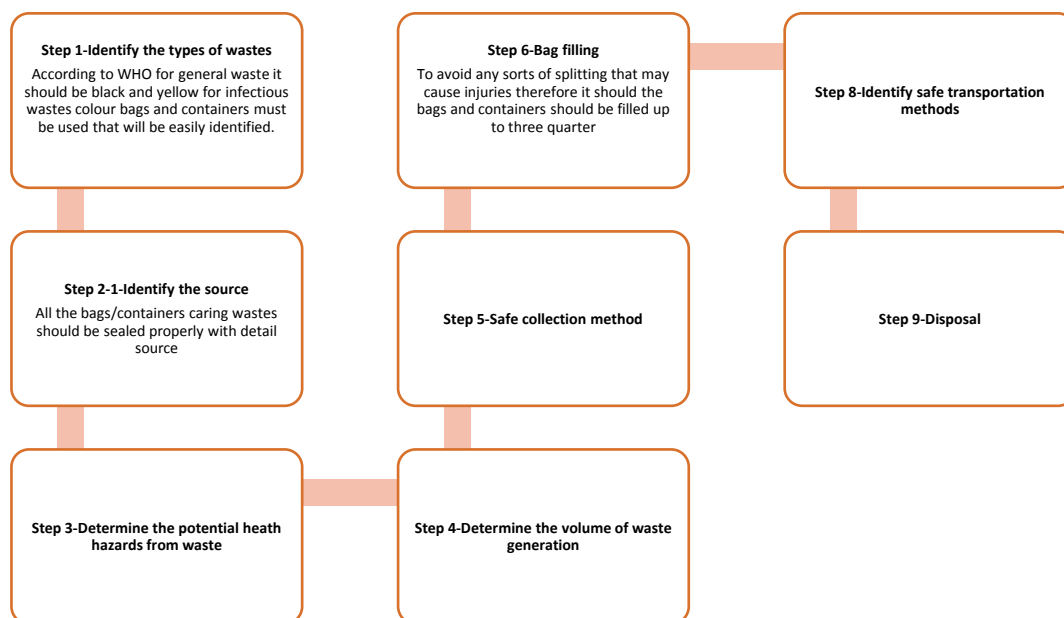 Step 1-Identify the types of wastes
According to WHO for general waste it
should be black and yellow for infectious
wastes colour bags and containers must
be used that will be easily identified.
Step 2-1-Identify the source
All the bags/containers caring wastes
should be sealed properly with detail
source
Step 3-Determine the potential heath
hazards from waste
Step 4-Determine the volume of waste
generation
Step 5-Safe collection method
Step 6-Bag filling
To avoid any sorts of splitting that may
cause injuries therefore it should the
bags and containers should be filled up
to three quarter
Step 8-Identify safe transportation
methods
Step 9-Disposal